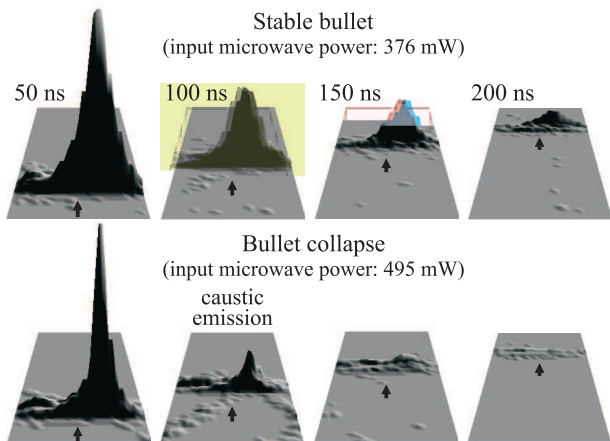 Stable bullet
(input microwave power: 376 mW)
50 ns
100 ns
150 ns
200 ns
Bullet collapse
(input microwave power: 495 mW)
caustic
emission